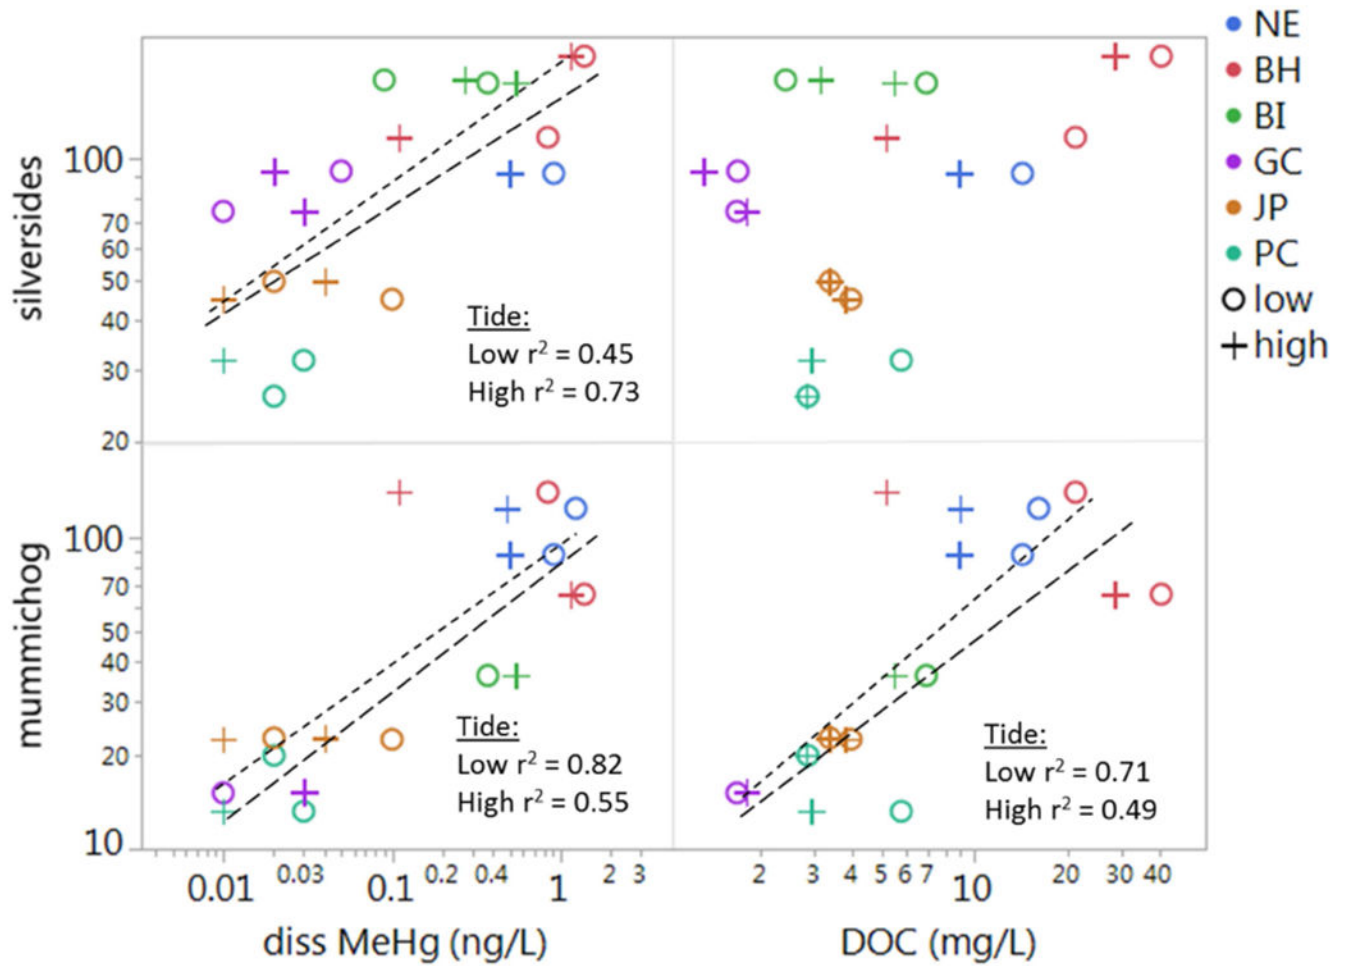 NE
BH
BI
GC
JP
PC
low
high
silversides
100
70
60
50
40
30
20
Tide:
Low r² = 0.45
High r² = 0.73
mummichog
100
70
50
40
30
20
10
Tide:
Low r² = 0.82
High r² = 0.55
Tide:
Low r² = 0.71
High r² = 0.49
0.01 0.03 0.1 0.2 0.4 1 2 3
2 3 4 5 6 7 10 20 30 40
diss MeHg (ng/L)
DOC (mg/L)